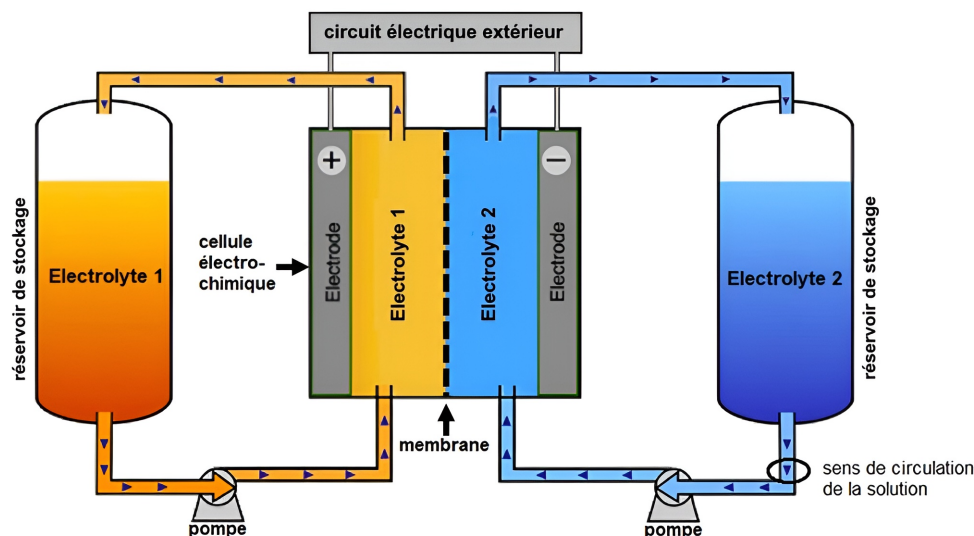 circuit électrique extérieur
+
−
réservoir de stockage
Electrolyte 1
cellule
électro-
chimique
Electrode
Electrolyte 1
Electrolyte 2
Electrode
Electrolyte 2
réservoir de stockage
membrane
sens de circulation
de la solution
pompe
pompe